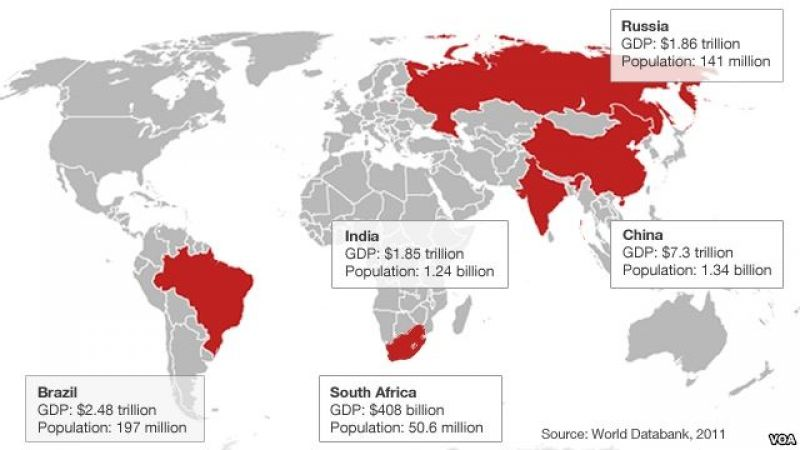 Russia
GDP: $1.86 trillion
Population: 141 million
India
GDP: $1.85 trillion
Population: 1.24 billion
China
GDP: $7.3 trillion
Population: 1.34 billion
Brazil
GDP: $2.48 trillion
Population: 197 million
South Africa
GDP: $408 billion
Population: 50.6 million
Source: World Databank, 2011
VOA